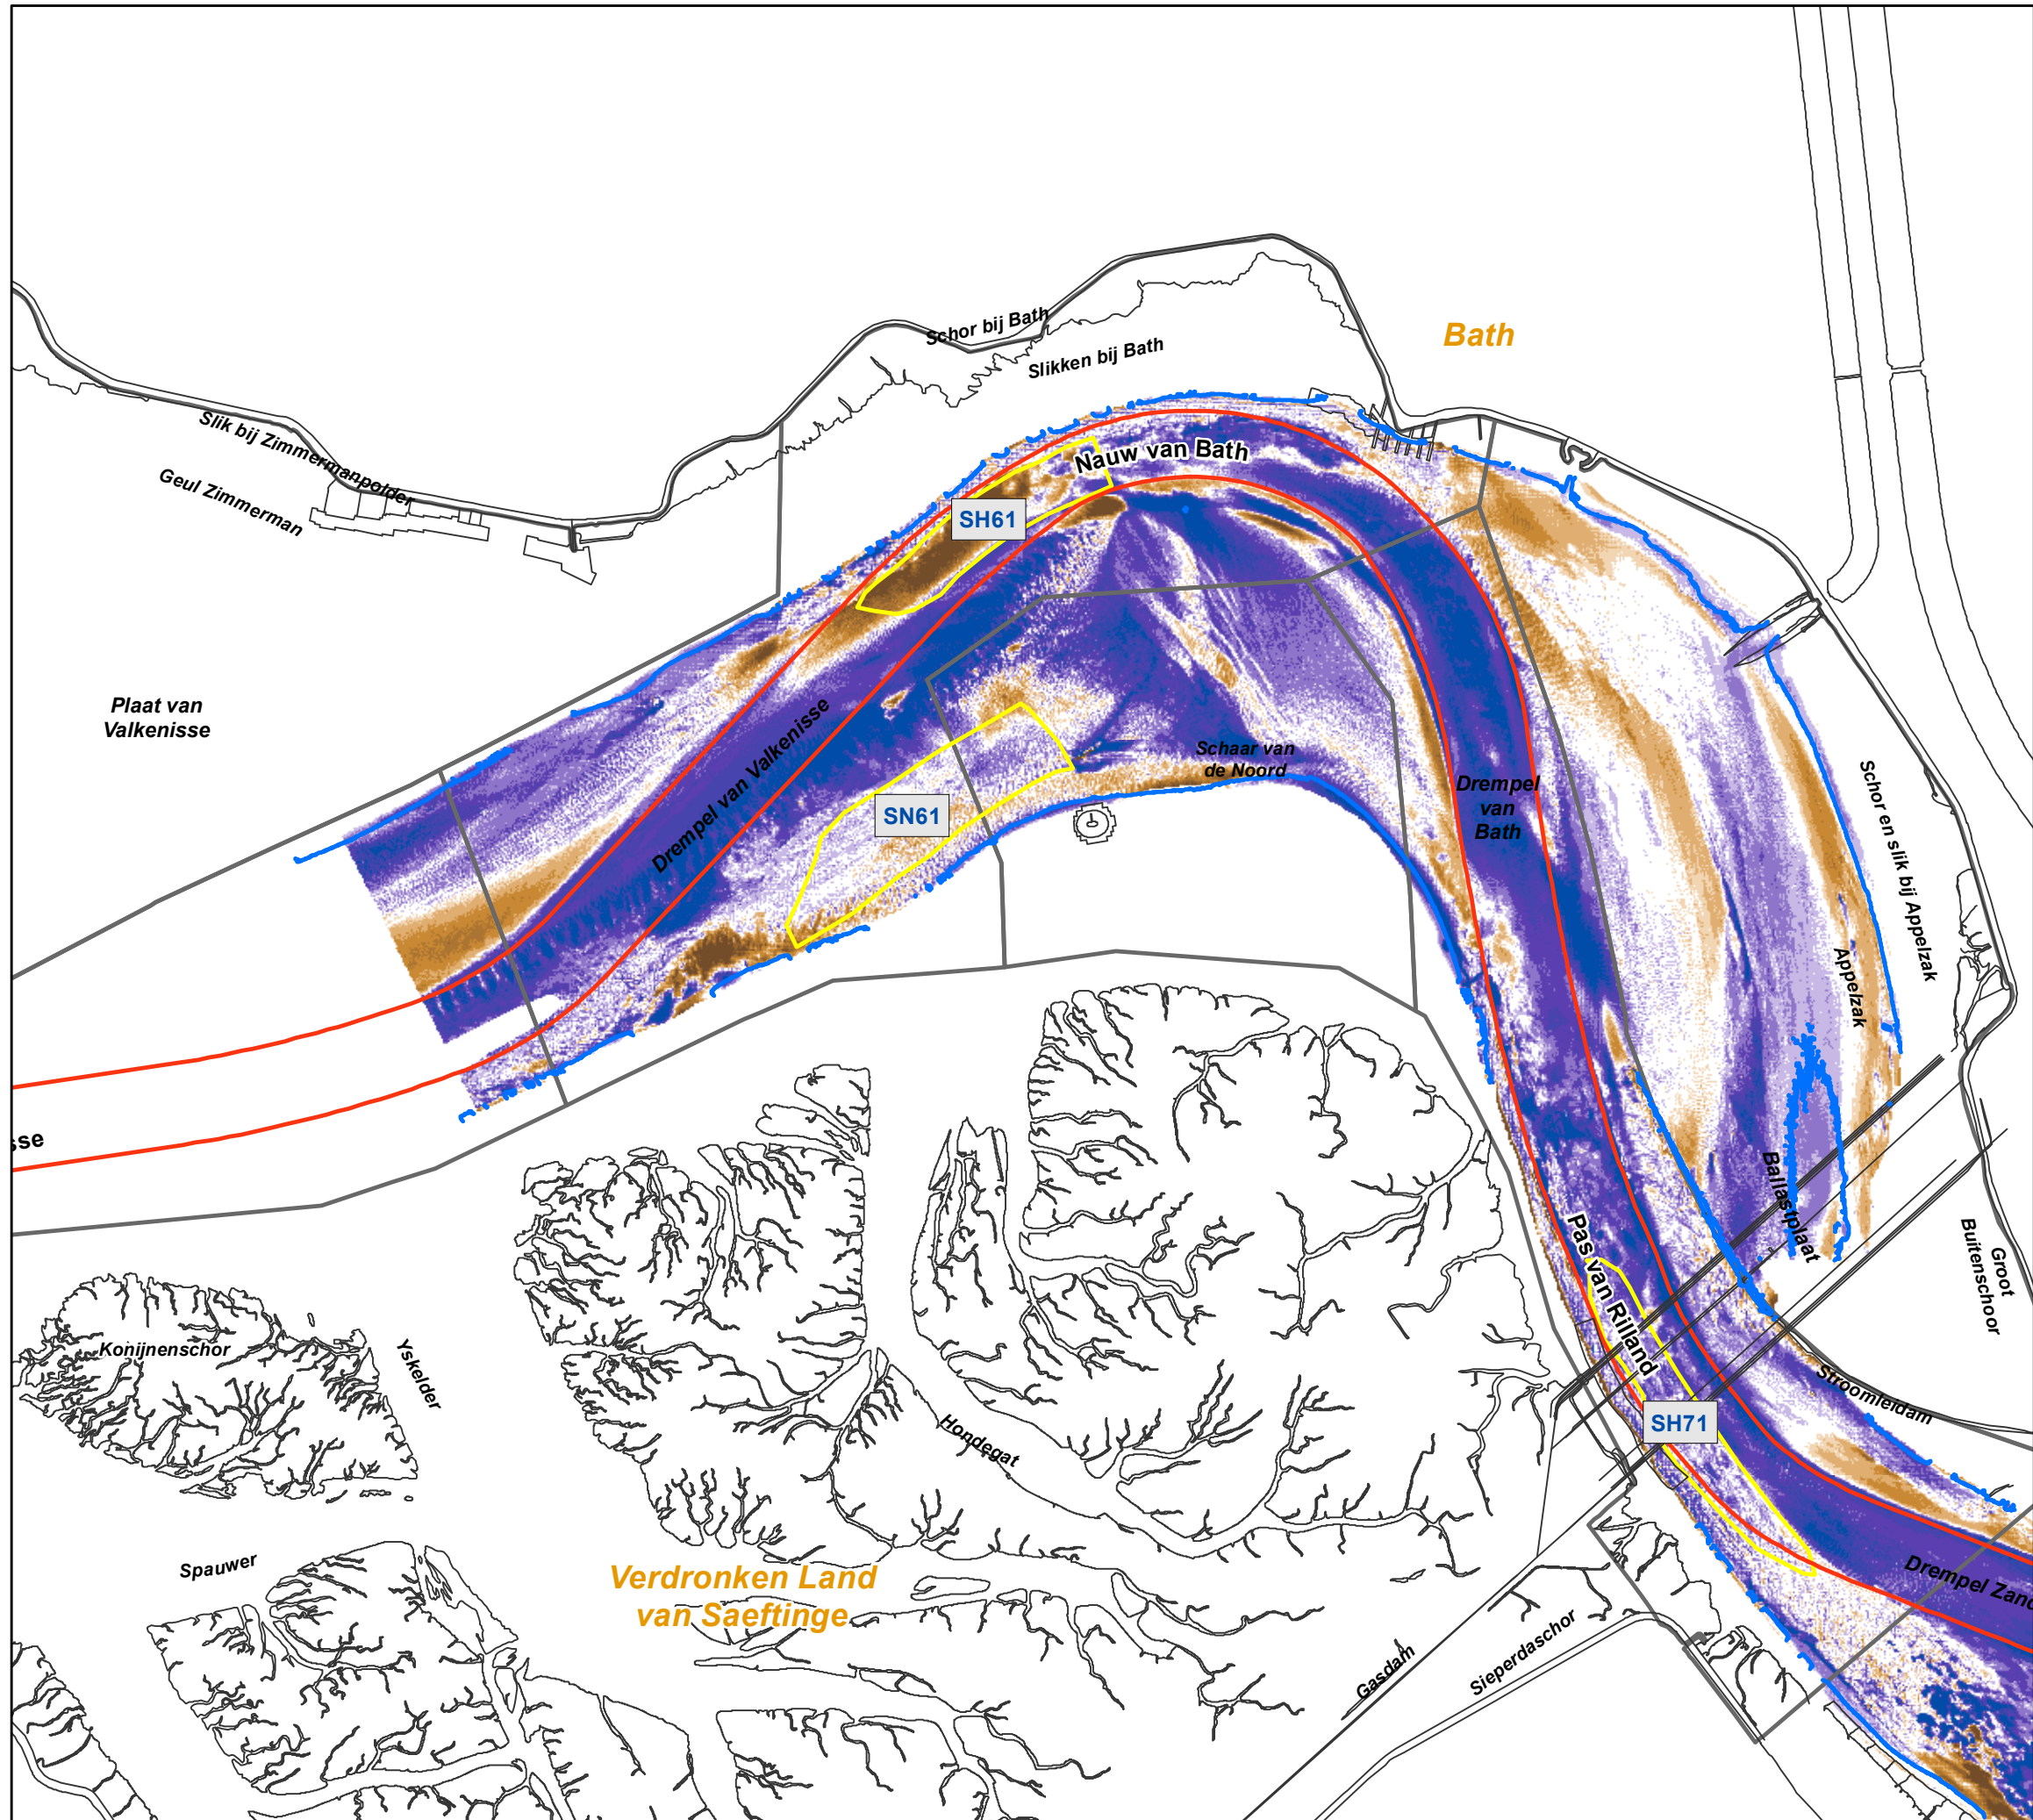 Bath
Schor bij Bath
Slikken bij Bath
Slik bij Zimmermanpolder
Geul Zimmerman
Nauw van Bath
SH61
Plaat van
Valkenisse
Drempel van Valkenisse
SN61
Schaar van
de Noord
Drempel
van
Bath
Schor en slik bij Appelzak
Appelzak
sse
Ballastplaat
Groot
Buitenschoor
Pas van Rilland
Konijnenschor
Yskelder
Hondegat
Stroomleidam
SH71
Spauwer
Verdronken Land
van Saeftinge
Drempel Zand
Gasdam
Sieperdaschor